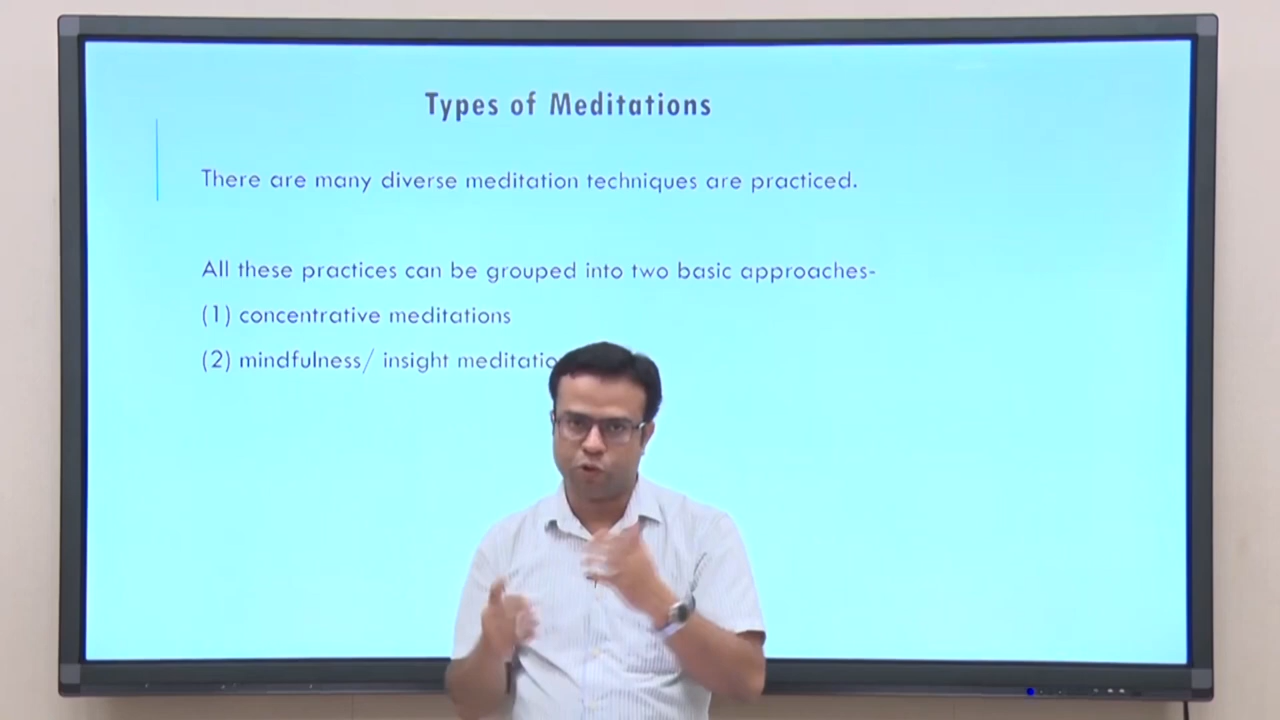 Types of Meditations
There are many diverse meditation techniques are practiced.
All these practices can be grouped into two basic approaches-
(1) concentrative meditations
(2) mindfulness/ insight